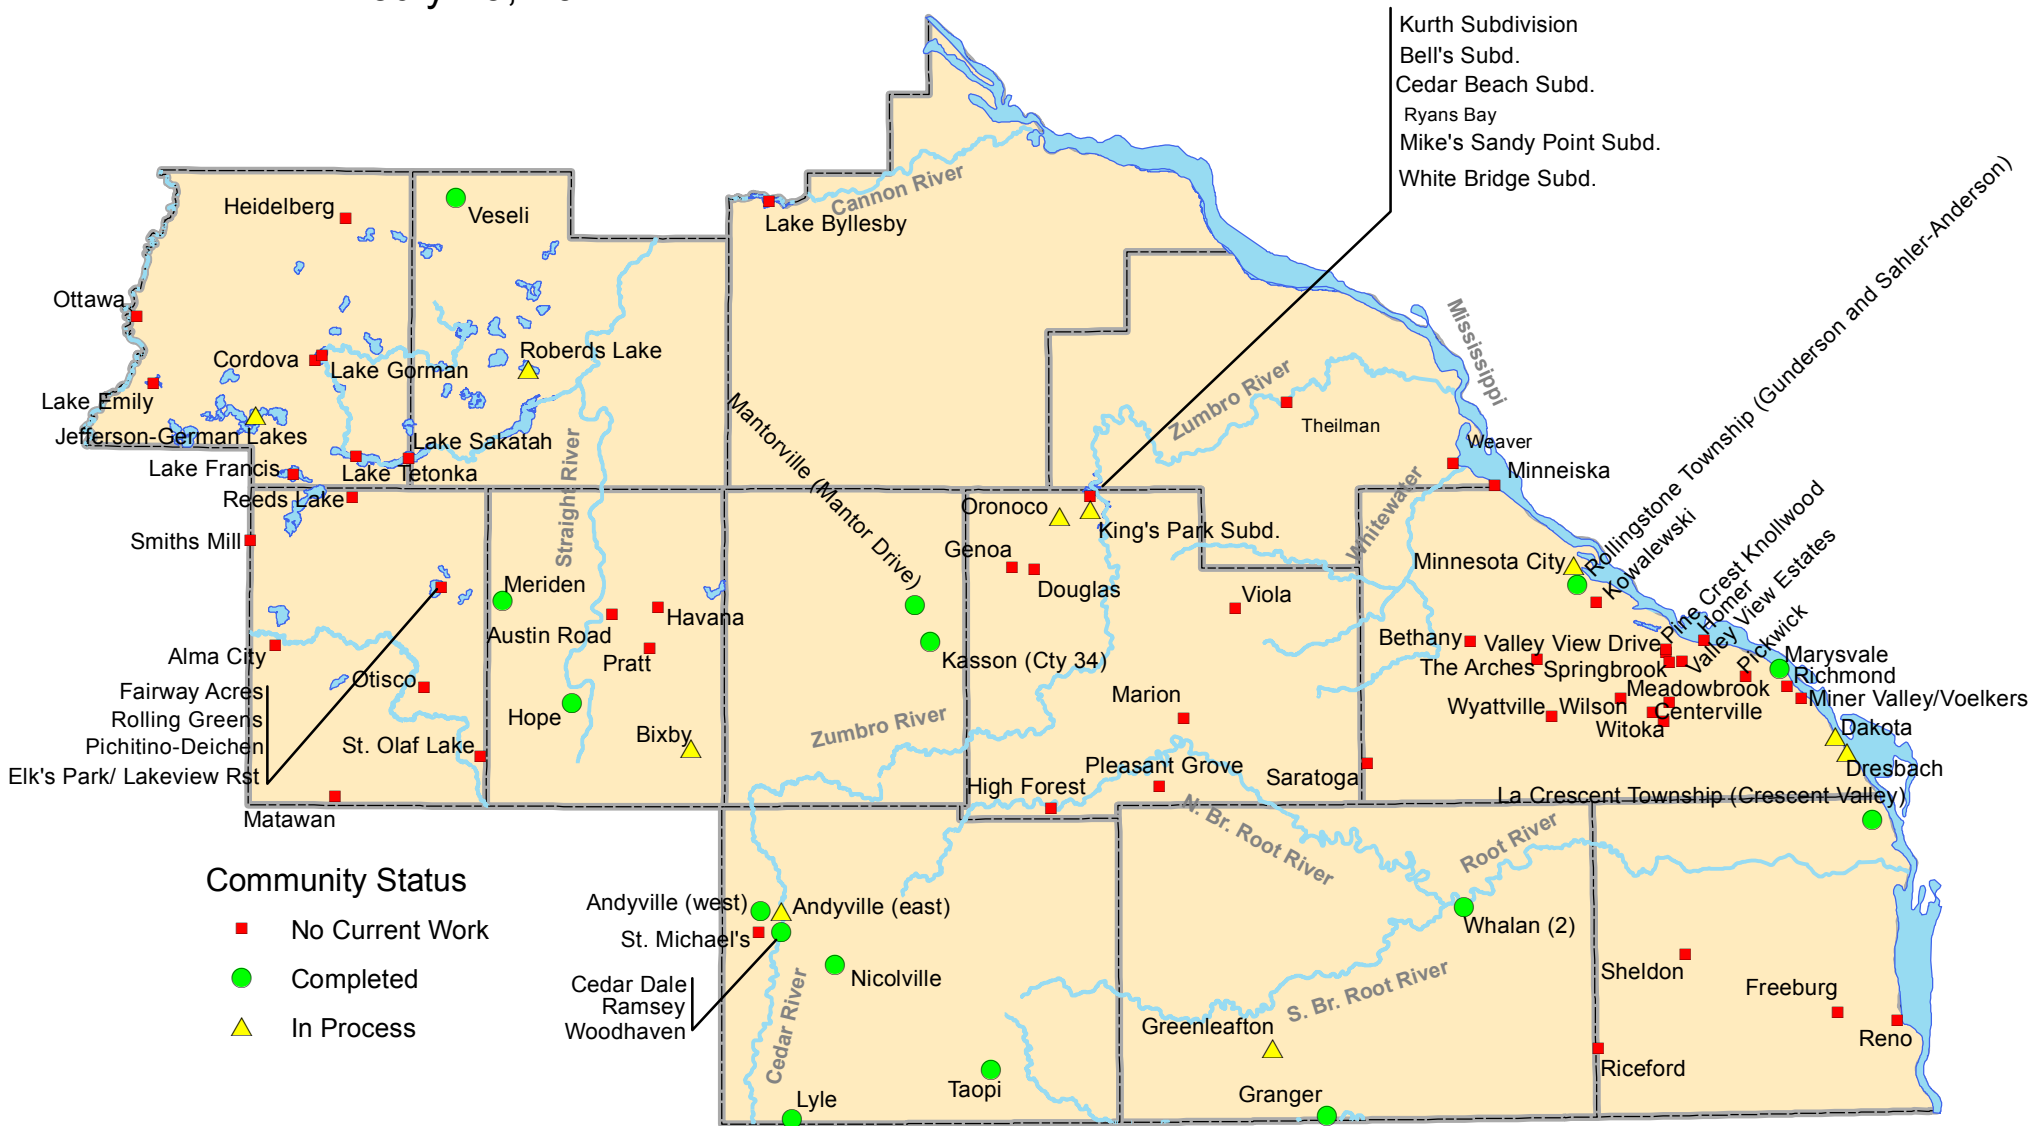 Kurth Subdivision
Bell's Subd.
Cedar Beach Subd.
Ryans Bay
Mike's Sandy Point Subd.
White Bridge Subd.
Heidelberg
Veseli
Cannon River
Lake Byllesby
Ottawa
Cordova
Lake Gorman
Roberds Lake
Lake Emily
Jefferson-German Lakes
Lake Sakatah
Lake Francis
Lake Tetonka
Reeds Lake
Straight River
Mantorville (Mantor Drive)
Zumbro River
Theilman
Mississippi
Weaver
Minneiska
Whitewater
Rollingstone Township (Gunderson and Sahler-Anderson)
Kowalewski
Pine Crest Knollwood
Homer
Valley View Estates
Pickwick
Smiths Mill
Oronoco
King's Park Subd.
Genoa
Douglas
Minnesota City
Meriden
Austin Road
Havana
Pratt
Viola
Bethany
Valley View Drive
The Arches
Springbrook
Marysvale
Richmond
Miner Valley/Voelkers
Kasson (Cty 34)
Alma City
Otisco
Fairway Acres
Rolling Greens
Pichitino-Deichen
Elk's Park/ Lakeview Rst
St. Olaf Lake
Hope
Bixby
Zumbro River
Marion
Meadowbrook
Wyattville
Wilson
Centerville
Witoka
Dakota
Dresbach
Pleasant Grove
High Forest
Saratoga
La Crescent Township (Crescent Valley)
Matawan
N. Br. Root River
Root River
Community Status
No Current Work
Completed
In Process
Andyville (west)
Andyville (east)
St. Michael's
Whalan (2)
Nicolville
Cedar Dale
Ramsey
Woodhaven
Cedar River
S. Br. Root River
Sheldon
Freeburg
Reno
Greenleafton
Riceford
Taopi
Granger
Lyle